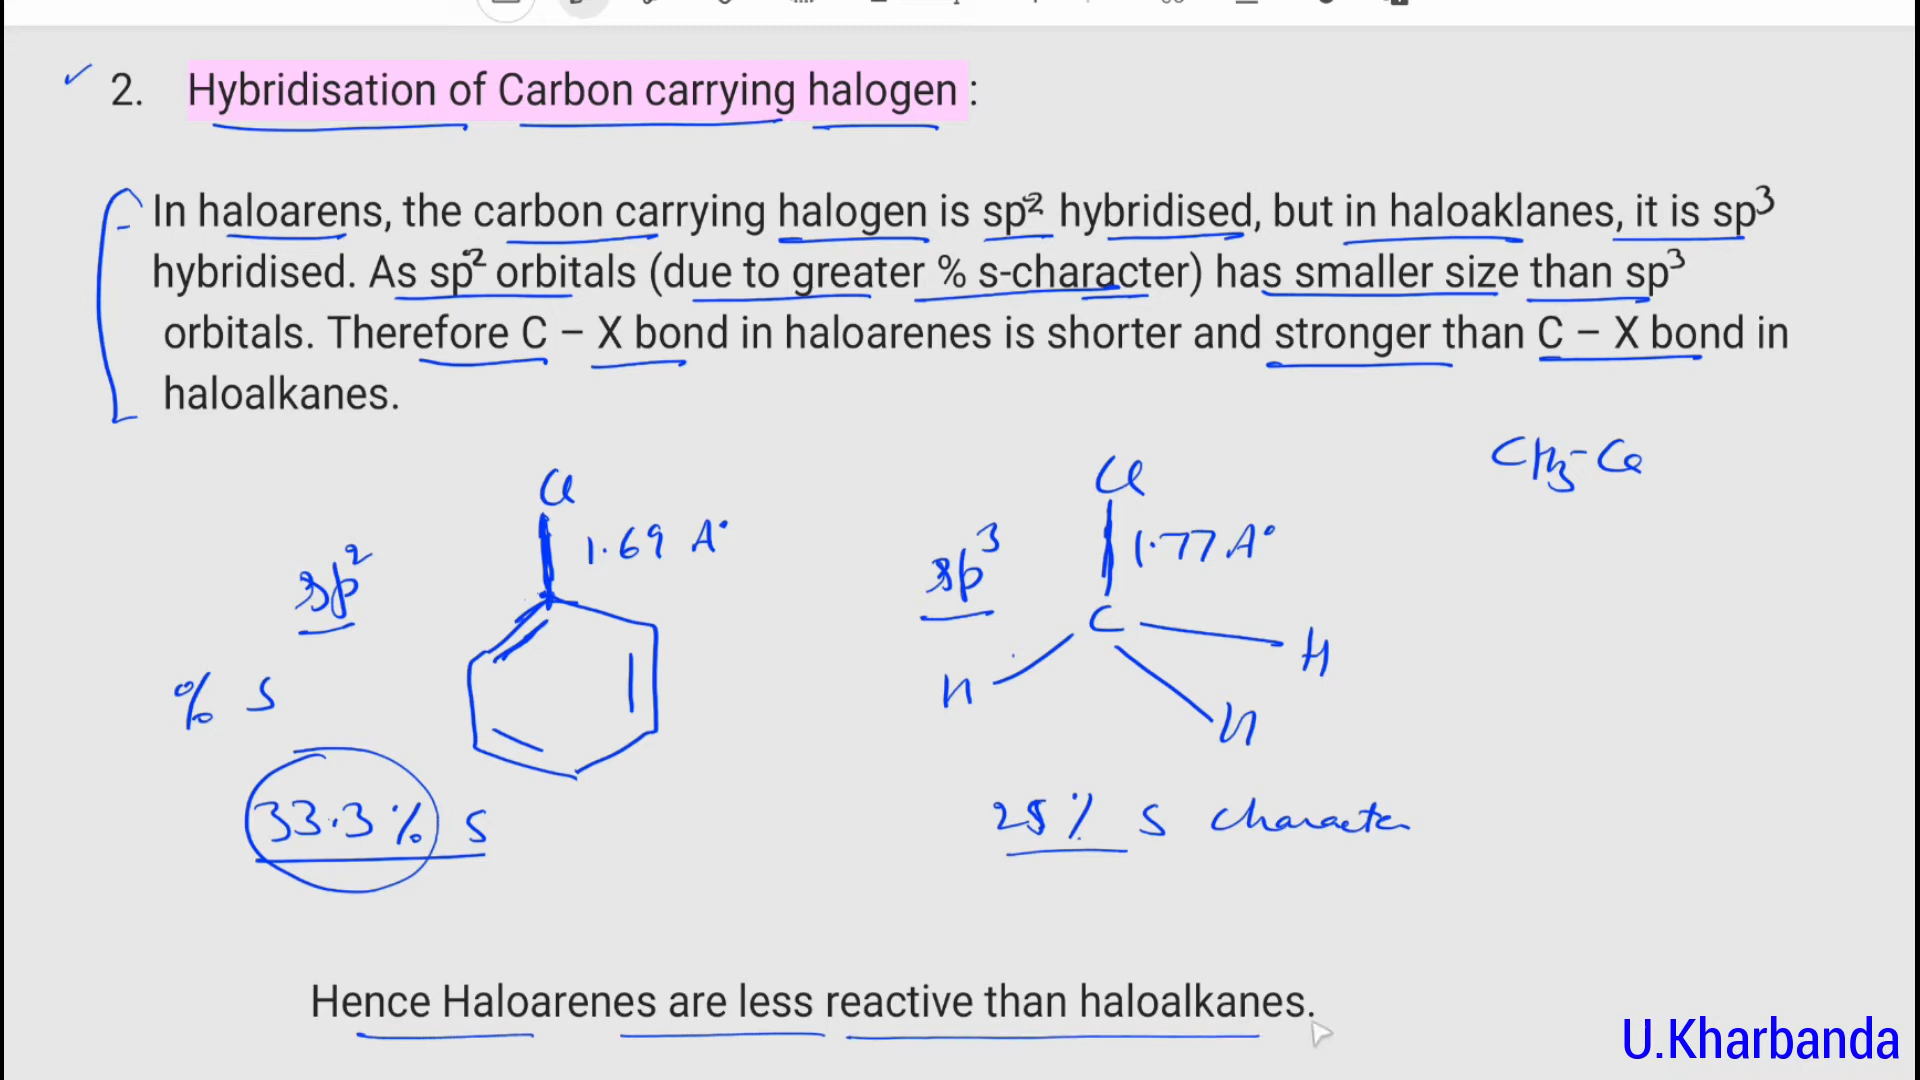 2. Hybridisation of Carbon carrying halogen :
In haloarens, the carbon carrying halogen is sp² hybridised, but in haloaklanes, it is sp³
hybridised. As sp² orbitals (due to greater % s-character) has smaller size than sp³
orbitals. Therefore C – X bond in haloarenes is shorter and stronger than C – X bond in
haloalkanes.
CH₃-Cl
Cl
Cl
1.69 A°
1.77 A°
sp²
sp³
C
H
H
H
% s
33.3% s
25% s character
Hence Haloarenes are less reactive than haloalkanes.
U.Kharbanda